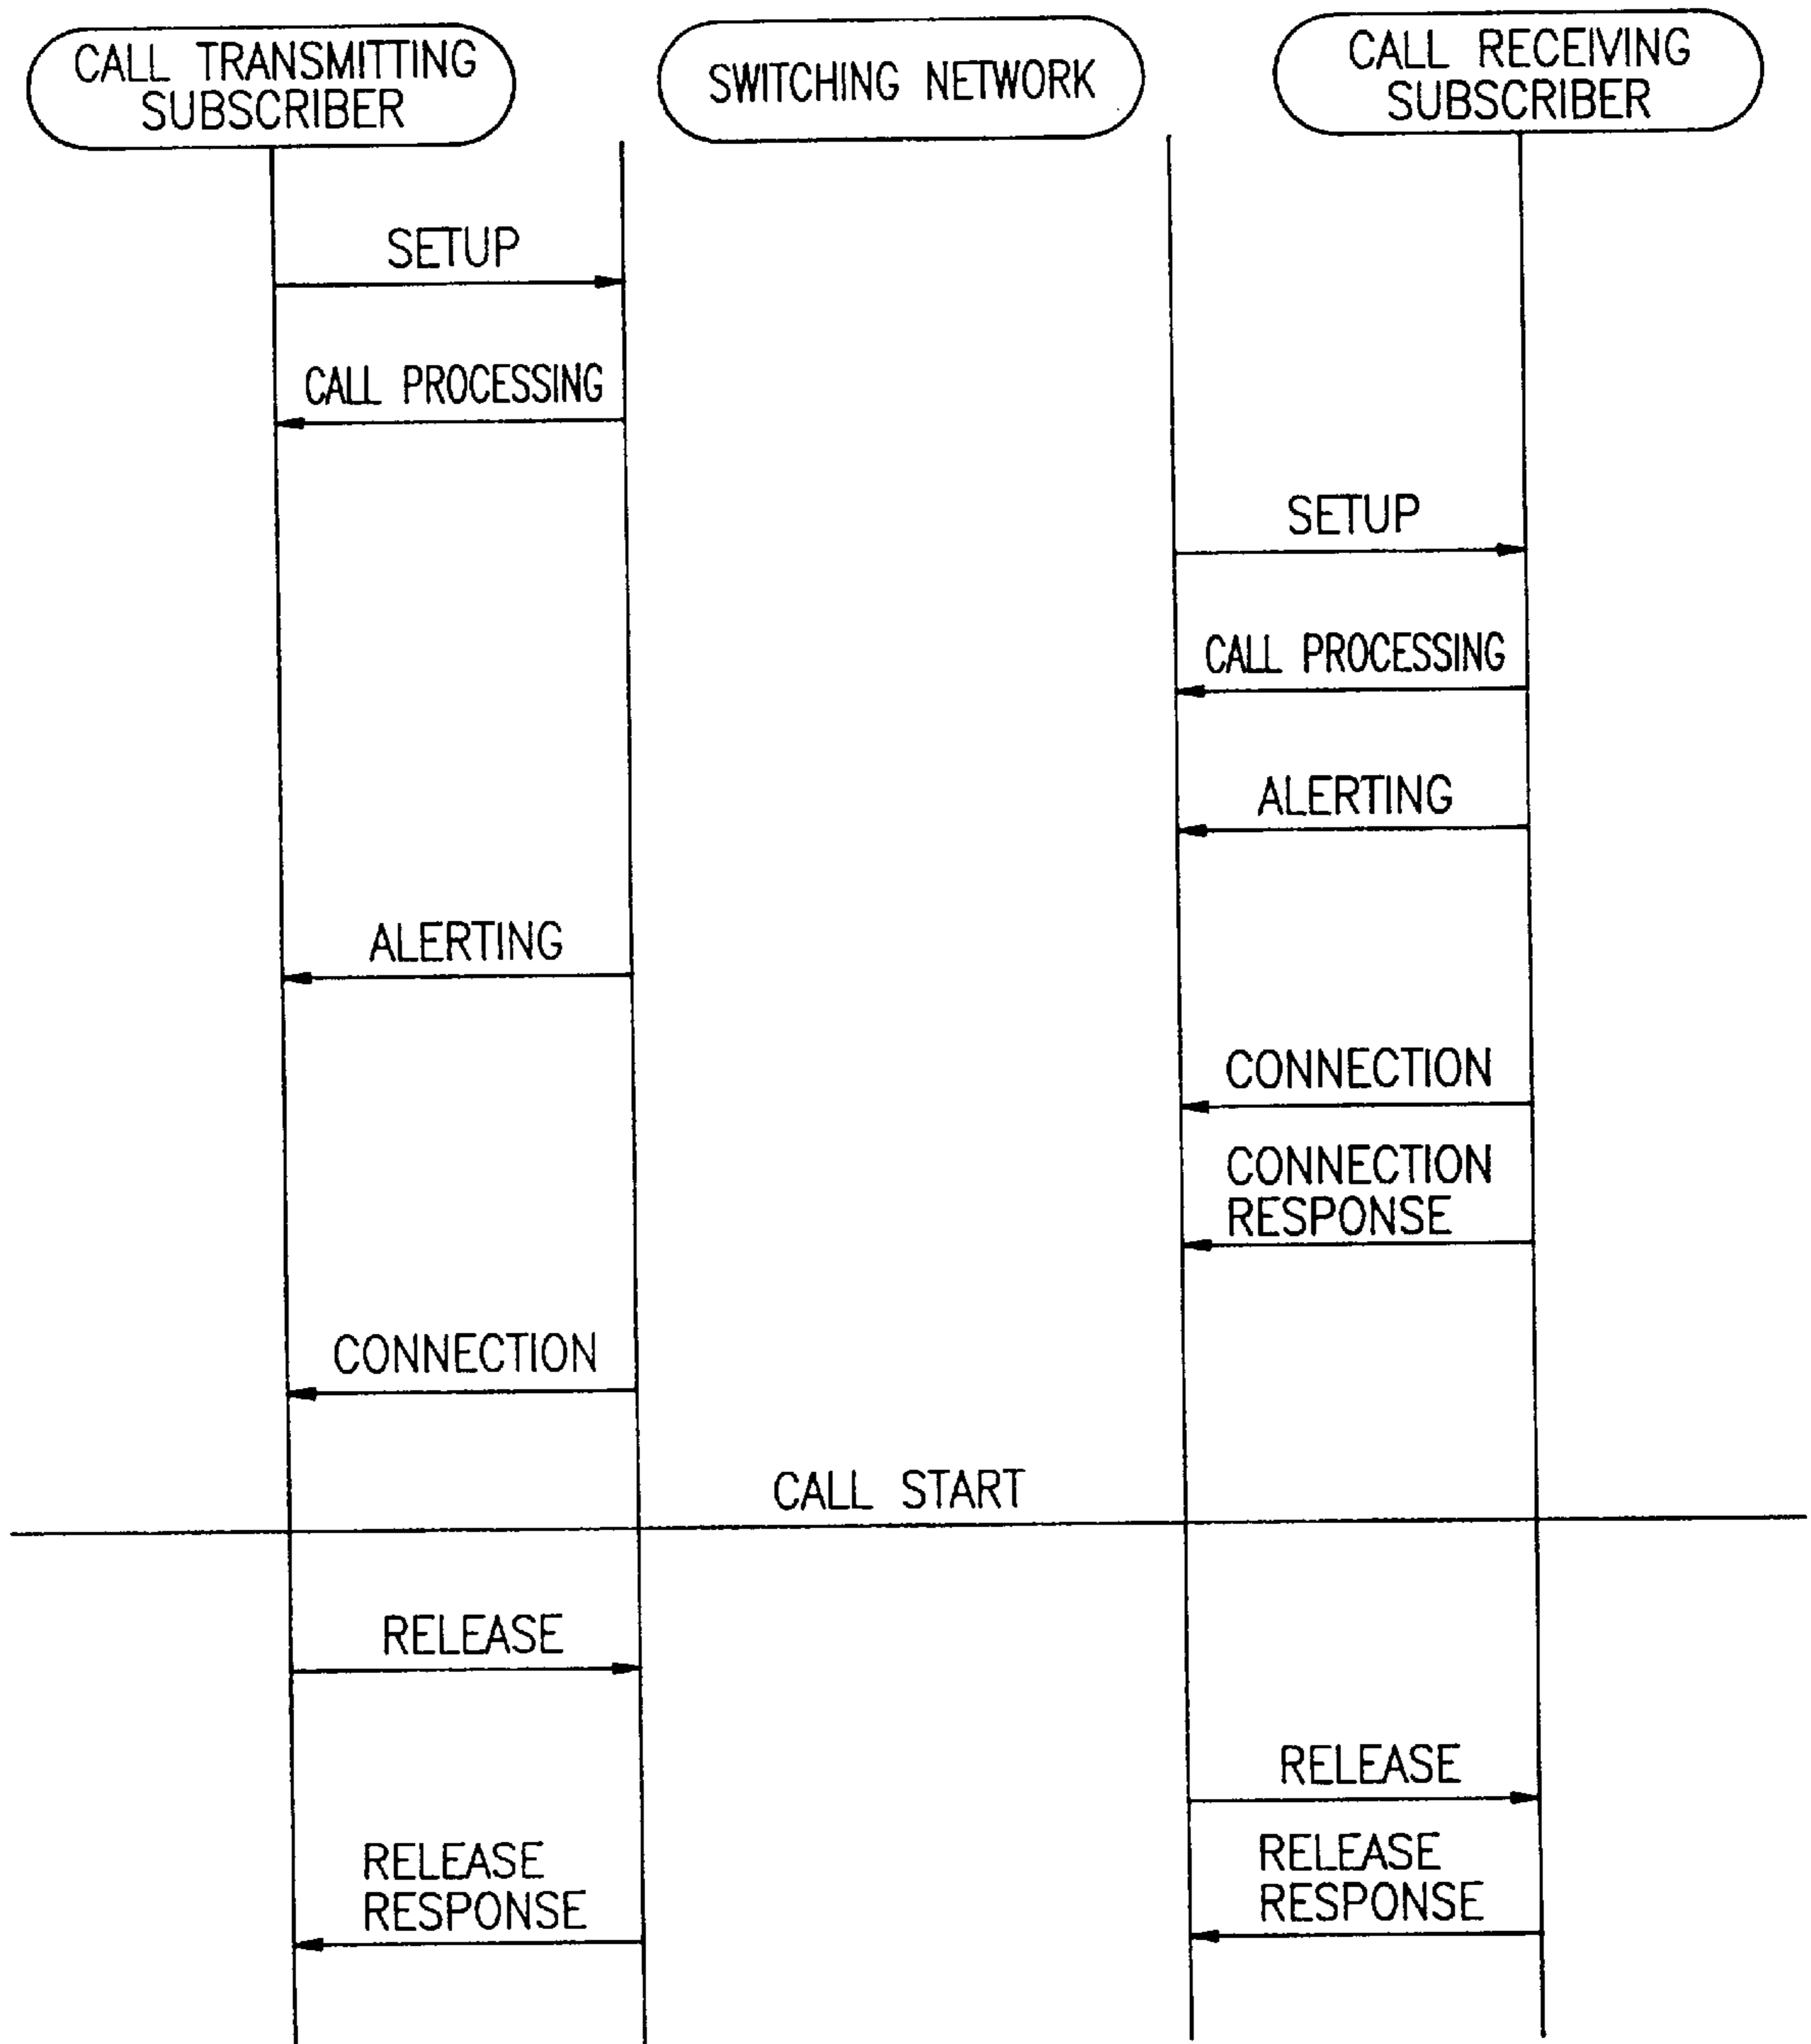 CALL TRANSMITTING
SUBSCRIBER
SWITCHING NETWORK
CALL RECEIVING
SUBSCRIBER
SETUP
CALL PROCESSING
SETUP
CALL PROCESSING
ALERTING
ALERTING
CONNECTION
CONNECTION
RESPONSE
CONNECTION
CALL START
RELEASE
RELEASE
RELEASE
RESPONSE
RELEASE
RESPONSE